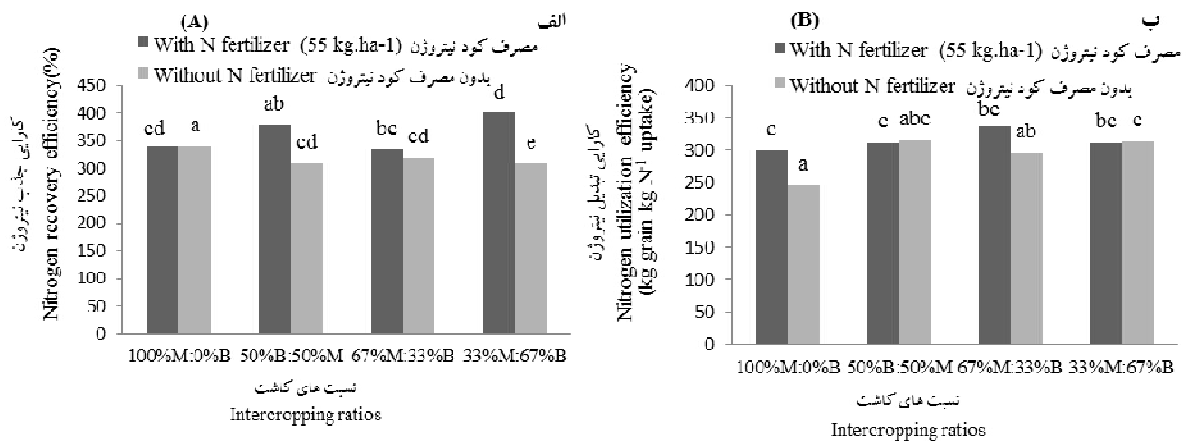 (A) الف
With N fertilizer (55 kg.ha-1) مصرف کود نیتروژن
Without N fertilizer بدون مصرف کود نیتروژن
کارایی جذب نیتروژن
Nitrogen recovery efficiency(%)
450
400
350
300
250
200
150
100
50
0
cd a ab cd bc cd d e
100%M:0%B 50%B:50%M 67%M:33%B 33%M:67%B
نسبت های کاشت
Intercropping ratios
(B) ب
With N fertilizer (55 kg.ha-1) مصرف کود نیتروژن
Without N fertilizer بدون مصرف کود نیتروژن
کارایی تبدیل نیتروژن
Nitrogen utilization efficiency
(kg grain kg -N-1 uptake)
400
350
300
250
200
150
100
50
0
c a c abc bc ab bc c
100%M:0%B 50%B:50%M 67%M:33%B 33%M:67%B
نسبت های کاشت
Intercropping ratios